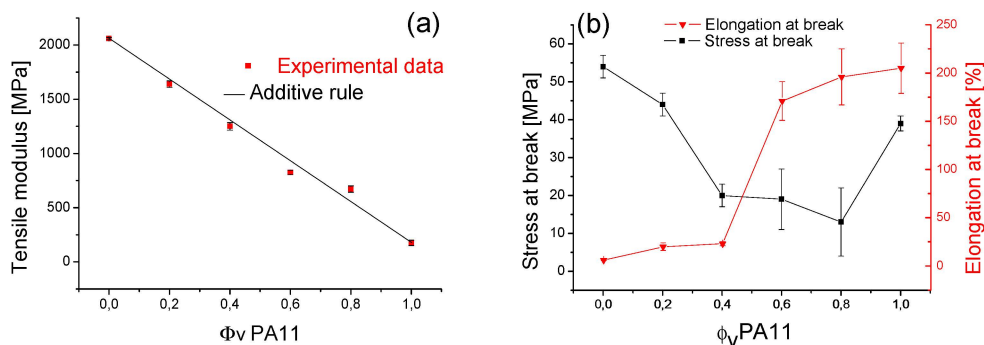 (a)
Tensile modulus [MPa]
2000
1500
1000
500
0
Experimental data
Additive rule
0,0 0,2 0,4 0,6 0,8 1,0
Φv PA11
(b)
Elongation at break
Stress at break
Stress at break [MPa]
60
50
40
30
20
10
0
250
200
150
100
50
0
Elongation at break [%]
0,0 0,2 0,4 0,6 0,8 1,0
ϕvPA11